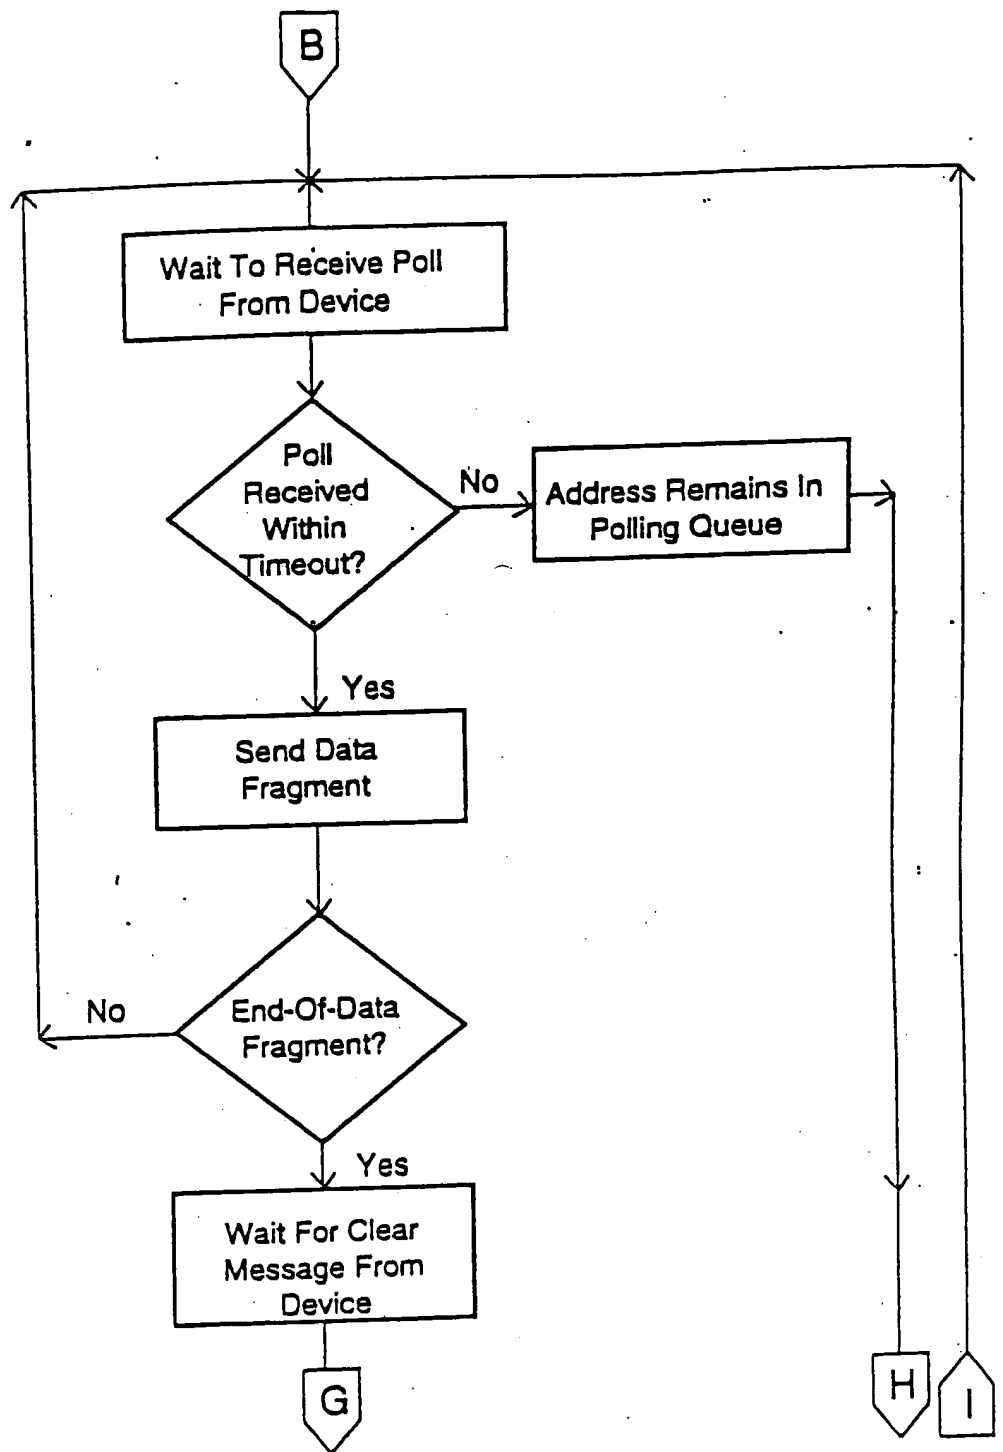 B
Wait To Receive Poll
From Device
Poll
Received
Within
Timeout?
No
Address Remains In
Polling Queue
Yes
Send Data
Fragment
No
End-Of-Data
Fragment?
Yes
Wait For Clear
Message From
Device
G
H
I